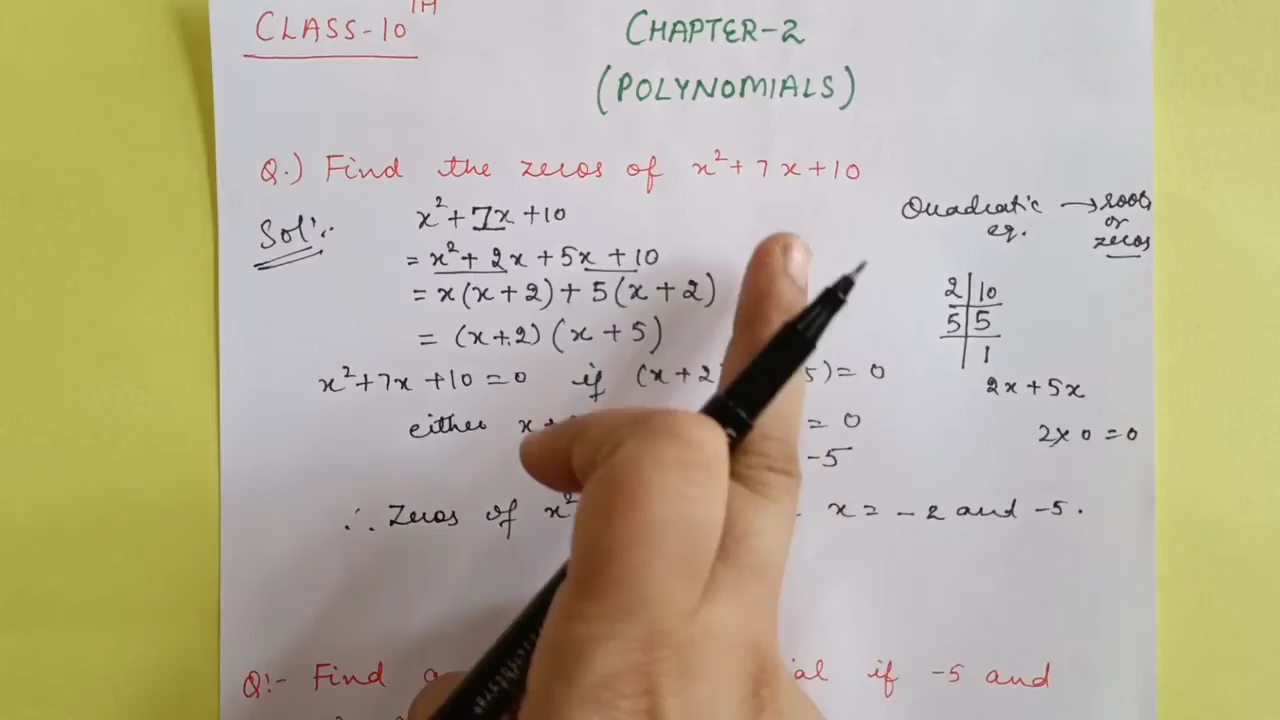 CLASS-10TH
CHAPTER-2
(POLYNOMIALS)
Q.) Find the zeros of x²+7x+10
Sol:.
x²+7x+10
= x²+2x+5x+10
= x(x+2)+5(x+2)
= (x+2)(x+5)
x²+7x+10=0 if (x+2 5)=0
either x+ = 0
-5
∴ Zeros of x² x = -2 and -5.
Quadratic → roots
eq. or
zeros
2 | 10
5 | 5
| 1
2x+5x
2×0=0
Q:- Find ial if -5 and